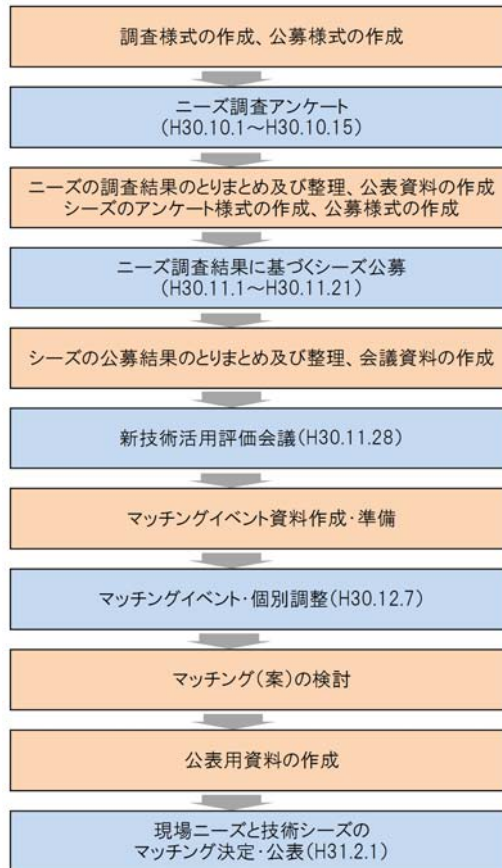 調査様式の作成、公募様式の作成
ニーズ調査アンケート
(H30.10.1～H30.10.15)
ニーズの調査結果のとりまとめ及び整理、公表資料の作成
シーズのアンケート様式の作成、公募様式の作成
ニーズ調査結果に基づくシーズ公募
(H30.11.1～H30.11.21)
シーズの公募結果のとりまとめ及び整理、会議資料の作成
新技術活用評価会議(H30.11.28)
マッチングイベント資料作成・準備
マッチングイベント・個別調整(H30.12.7)
マッチング(案)の検討
公表用資料の作成
現場ニーズと技術シーズの
マッチング決定・公表(H31.2.1)